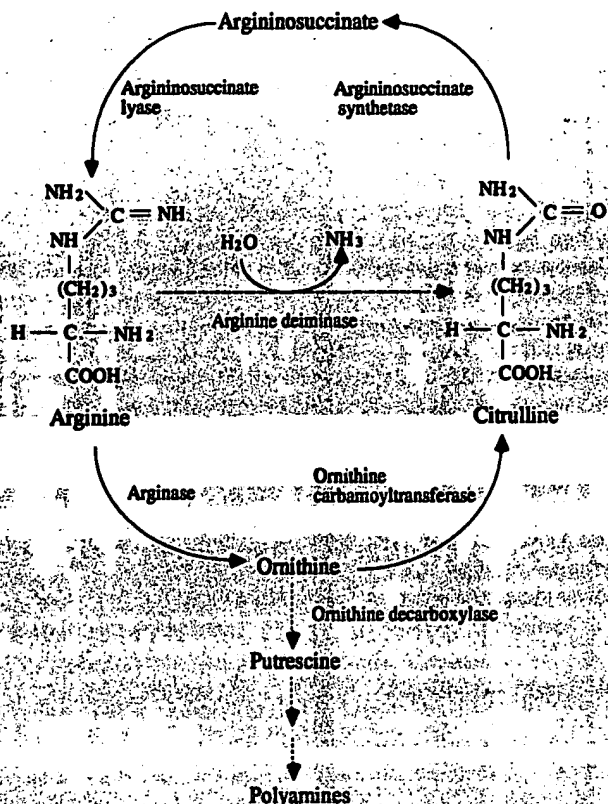 Argininosuccinate
Argininosuccinate
lyase
Argininosuccinate
synthetase
NH2
C = NH
NH
(CH2)3
H — C — NH2
COOH
Arginine
H2O
NH3
Arginine deiminase
NH2
C = O
NH
(CH2)3
H — C — NH2
COOH
Citrulline
Arginase
Ornithine
carbamoyltransferase
Ornithine
Ornithine decarboxylase
Putrescine
Polyamines